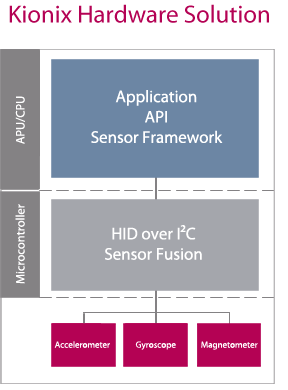 Kionix Hardware Solution
APU/CPU
Application
API
Sensor Framework
Microcontroller
HID over I²C
Sensor Fusion
Accelerometer
Gyroscope
Magnetometer